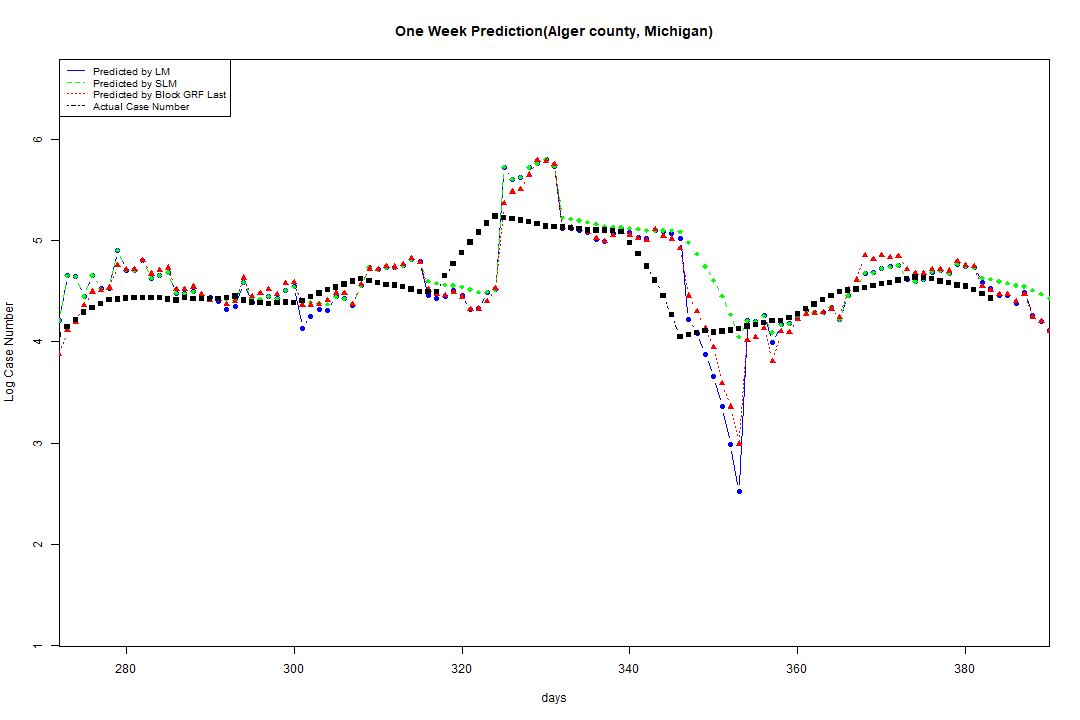 One Week Prediction(Alger county, Michigan)
Predicted by LM
Predicted by SLM
Predicted by Block GRF Last
Actual Case Number
Log Case Number
6
5
4
3
2
1
280 300 320 340 360 380
days